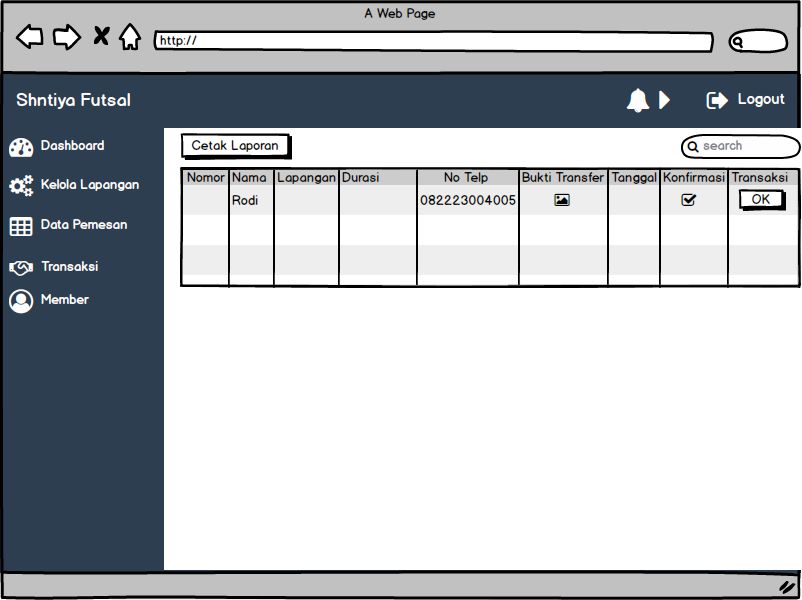 A Web Page
http://
Shntiya Futsal
Logout
Dashboard
Kelola Lapangan
Data Pemesan
Transaksi
Member
Cetak Laporan
search
Nomor Nama Lapangan Durasi No Telp Bukti Transfer Tanggal Konfirmasi Transaksi
Rodi 082223004005 OK